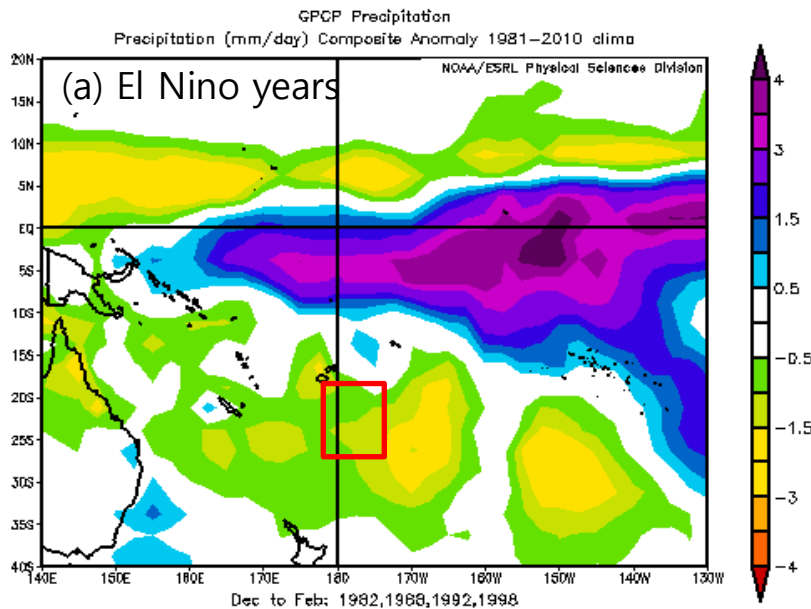 GPCP Precipitation
Precipitation (mm/day) Composite Anomaly 1981-2010 clima
NOAA/ESRL Physical Sciences Division
(a) El Nino years
20N
15N
10N
5N
EQ
5S
10S
15S
20S
25S
30S
35S
40S
140E 150E 160E 170E 180 170W 160W 150W 140W 130W
Dec to Feb: 1982,1968,1992,1998
4
3
1.5
0.5
-0.5
-1.5
-3
-4